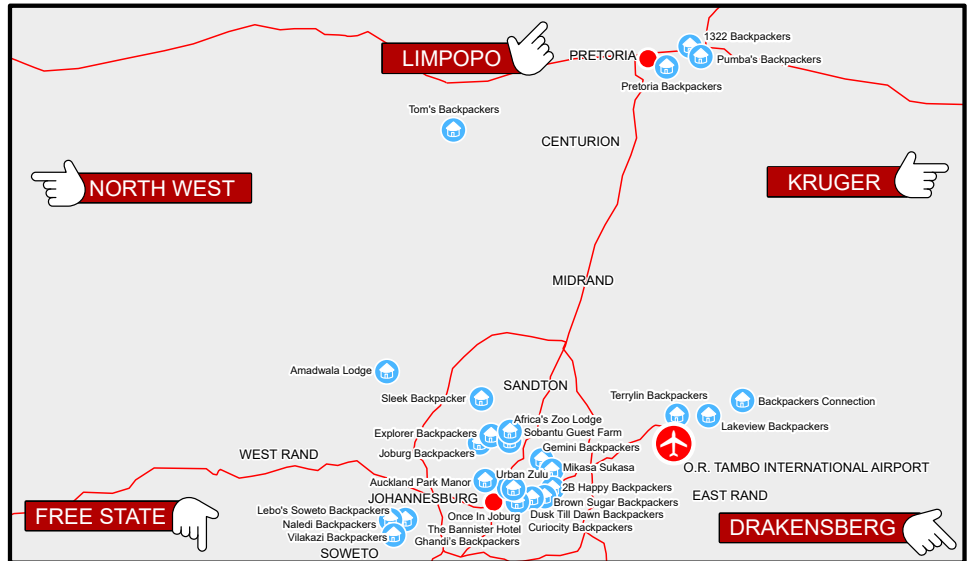 1322 Backpackers
LIMPOPO
PRETORIA
Pumba's Backpackers
Pretoria Backpackers
Tom's Backpackers
CENTURION
NORTH WEST
KRUGER
MIDRAND
Amadwala Lodge
SANDTON
Sleek Backpacker
Terrylin Backpackers
Backpackers Connection
Africa's Zoo Lodge
Lakeview Backpackers
Explorer Backpackers
Sobantu Guest Farm
Joburg Backpackers
Gemini Backpackers
WEST RAND
Mikasa Sukasa
O.R. TAMBO INTERNATIONAL AIRPORT
Urban Zulu
Auckland Park Manor
2B Happy Backpackers
EAST RAND
JOHANNESBURG
Brown Sugar Backpackers
Lebo's Soweto Backpackers
FREE STATE
Once In Joburg
Dusk Till Dawn Backpackers
Naledi Backpackers
The Bannister Hotel
Curiocity Backpackers
DRAKENSBERG
Vilakazi Backpackers
Ghandi's Backpackers
SOWETO